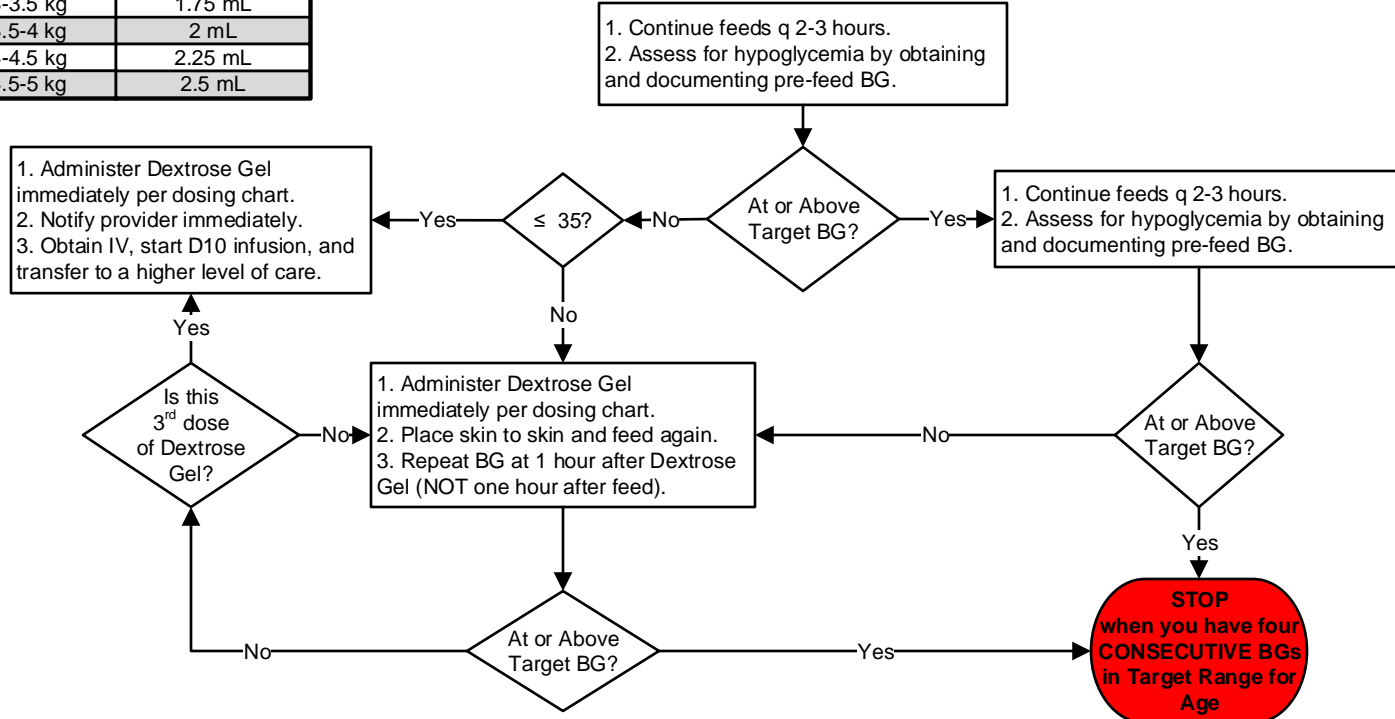 -3.5 kg 1.75 mL
.5-4 kg 2 mL
-4.5 kg 2.25 mL
.5-5 kg 2.5 mL
1. Continue feeds q 2-3 hours.
2. Assess for hypoglycemia by obtaining
and documenting pre-feed BG.
1. Administer Dextrose Gel
immediately per dosing chart.
2. Notify provider immediately.
3. Obtain IV, start D10 infusion, and
transfer to a higher level of care.
Yes
≤ 35?
No
At or Above
Target BG?
Yes
1. Continue feeds q 2-3 hours.
2. Assess for hypoglycemia by obtaining
and documenting pre-feed BG.
Yes
No
Is this
3rd dose
of Dextrose
Gel?
No
1. Administer Dextrose Gel
immediately per dosing chart.
2. Place skin to skin and feed again.
3. Repeat BG at 1 hour after Dextrose
Gel (NOT one hour after feed).
No
At or Above
Target BG?
Yes
No
At or Above
Target BG?
Yes
STOP
when you have four
CONSECUTIVE BGs
in Target Range for
Age